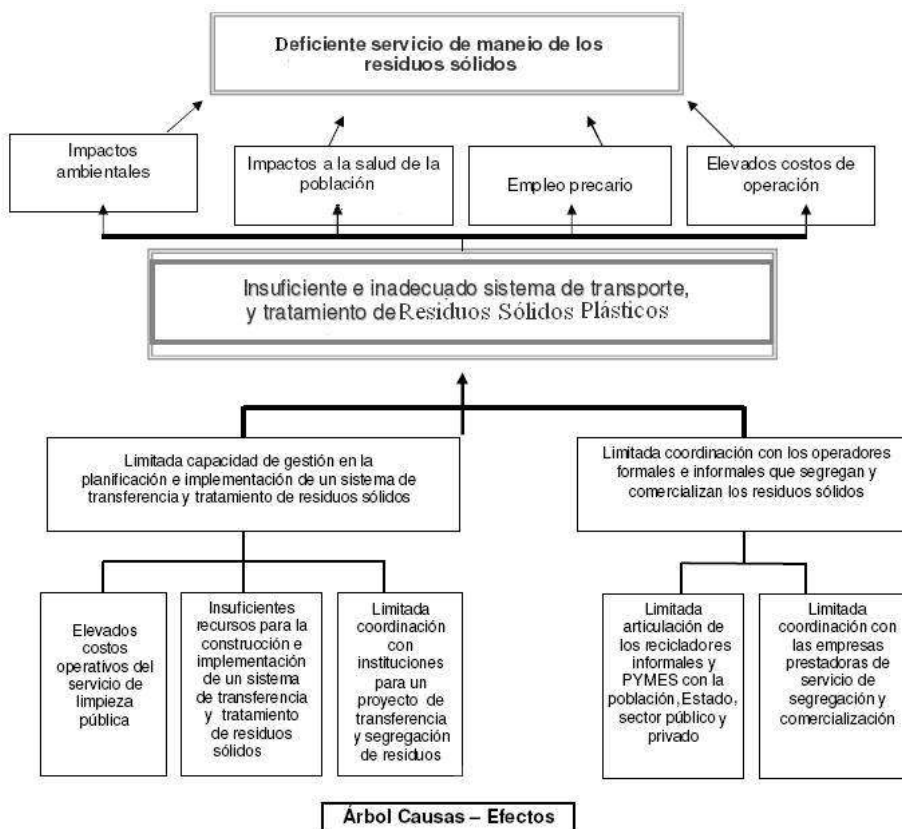 Deficiente servicio de maneio de los
residuos sólidos
Impactos
ambientales
Impactos a la salud de la
población
Empleo precario
Elevados costos de
operación
Insuficiente e inadecuado sistema de transporte,
y tratamiento de Residuos Sólidos Plásticos
Limitada capacidad de gestión en la
planificación e implementación de un sistema de
transferencia y tratamiento de residuos sólidos
Limitada coordinación con los operadores
formales e informales que segregan y
comercializan los residuos sólidos
Elevados
costos
operativos del
servicio de
limpieza
pública
Insuficientes
recursos para la
construcción e
implementación
de un sistema
de transferencia
y tratamiento
de residuos
sólidos
Limitada
coordinación
con
instituciones
para un
proyecto de
transferencia
y segregación
de residuos
Limitada
articulación de
los recicladores
informales y
PYMES con la
población, Estado,
sector público y
privado
Limitada
coordinación con
las empresas
prestadoras de
servicio de
segregación y
comercialización
Árbol Causas – Efectos